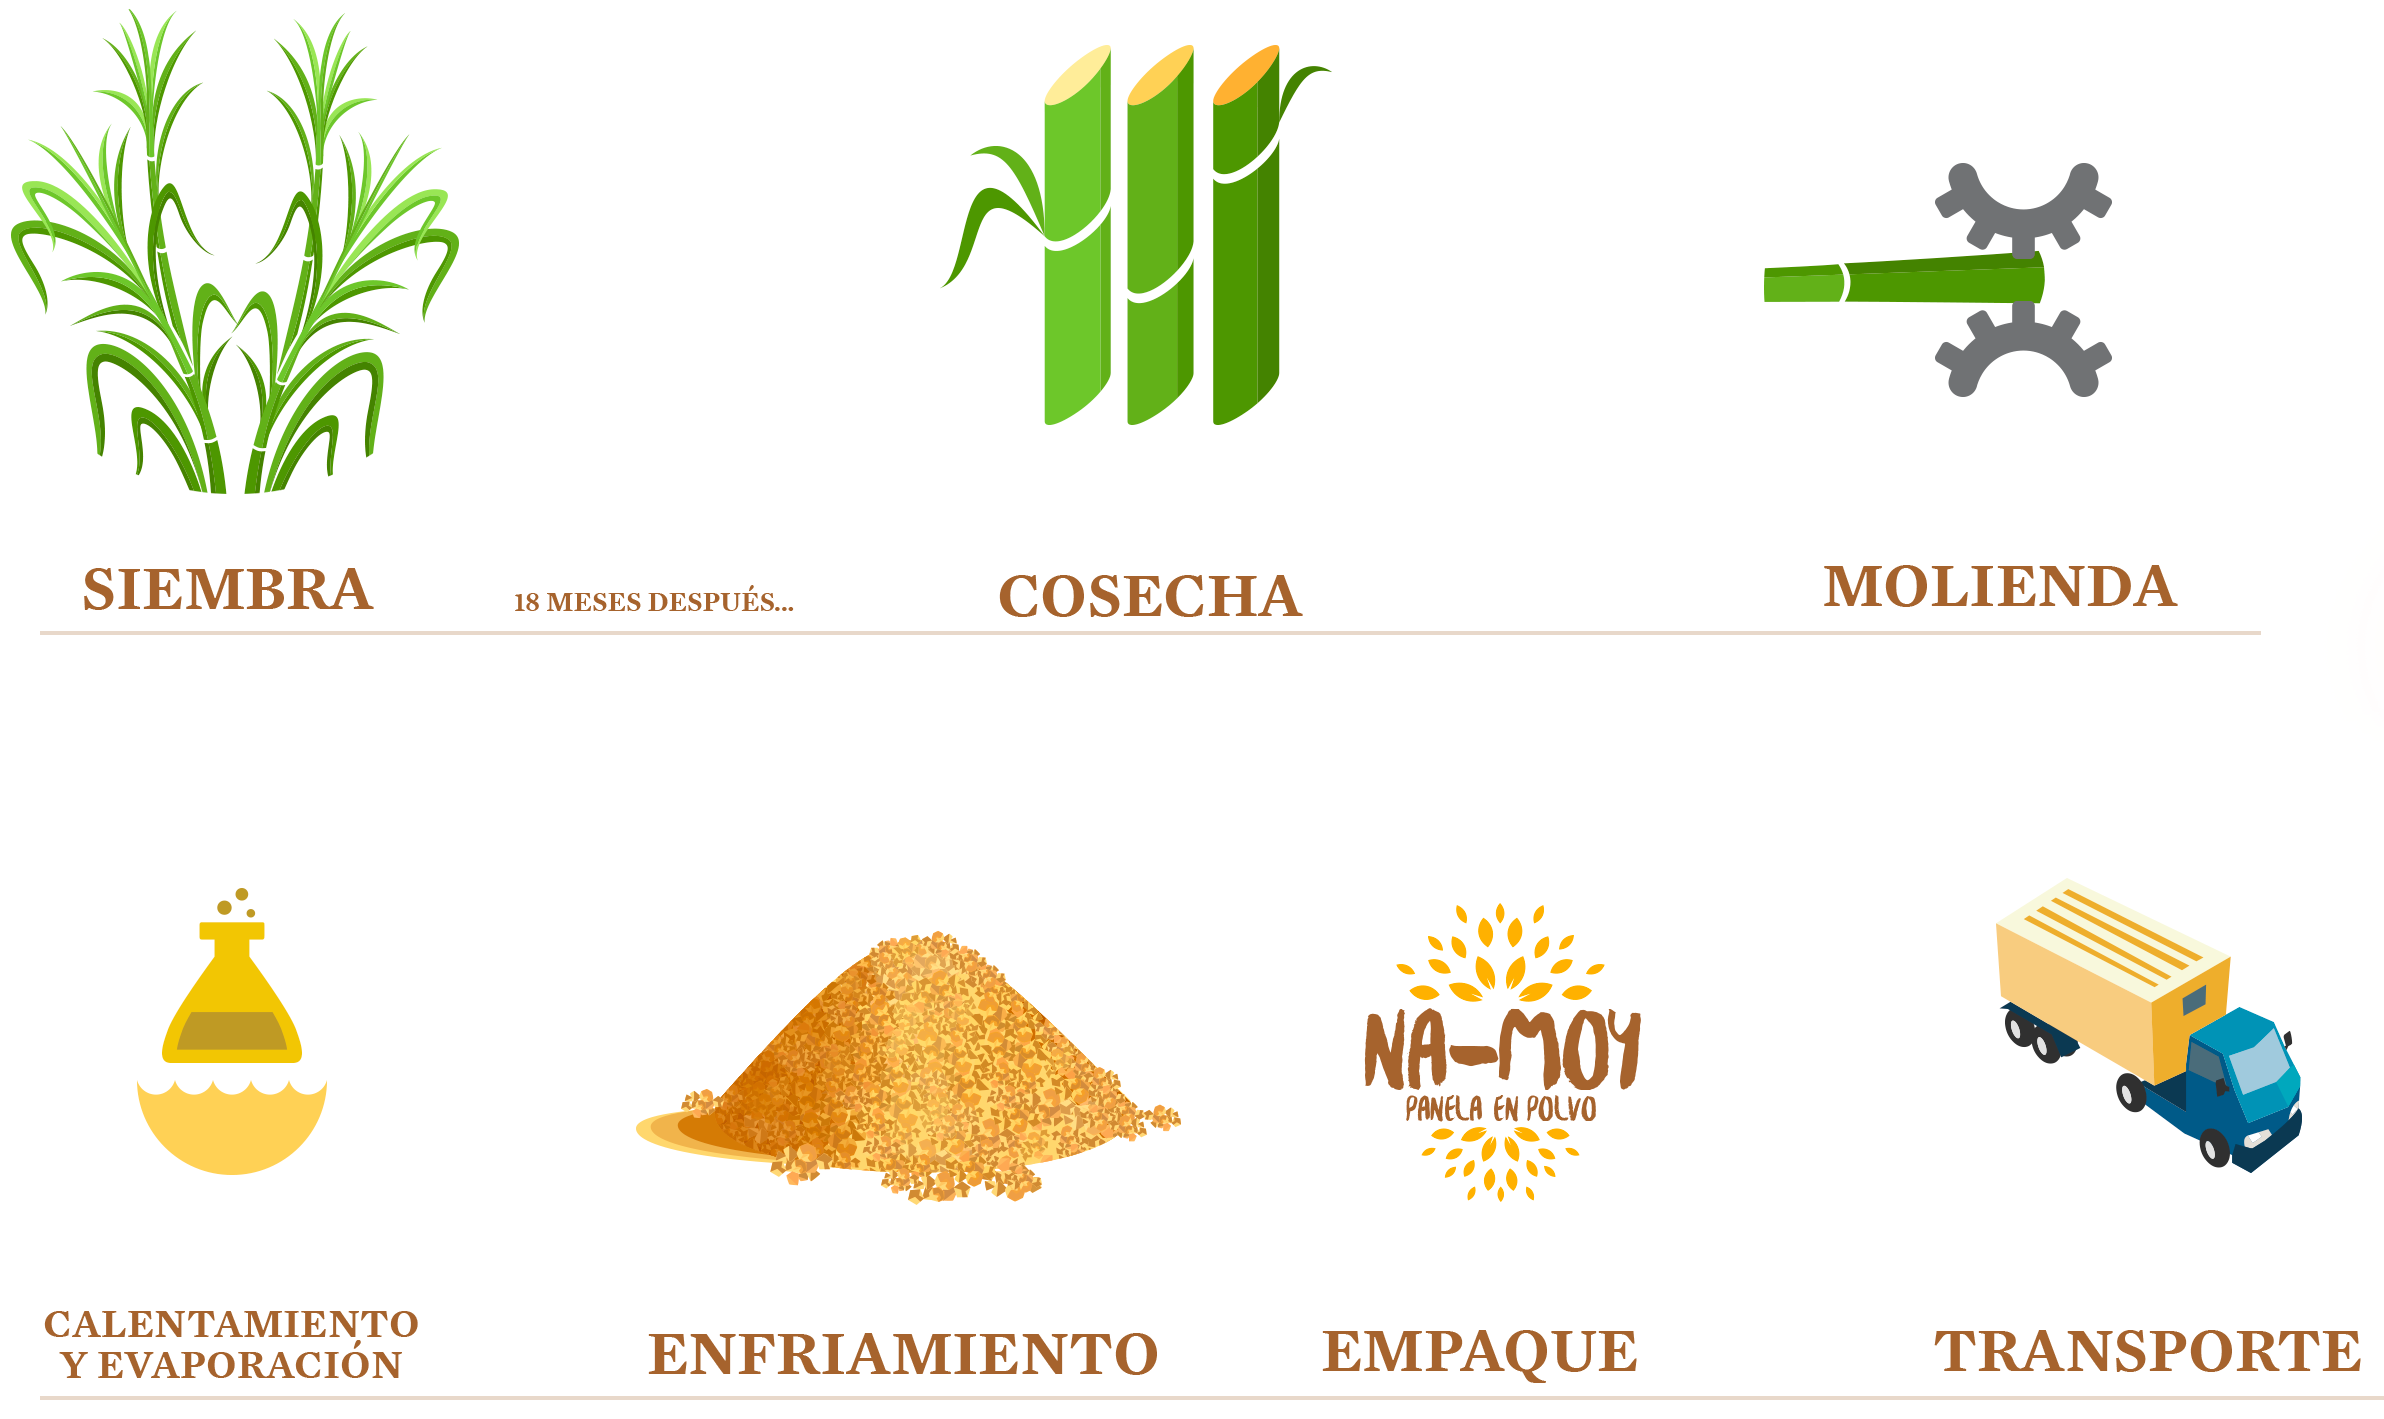 SIEMBRA
18 MESES DESPUÉS...
COSECHA
MOLIENDA
NA-MOY
PANELA EN POLVO
CALENTAMIENTO
Y EVAPORACIÓN
ENFRIAMIENTO
EMPAQUE
TRANSPORTE